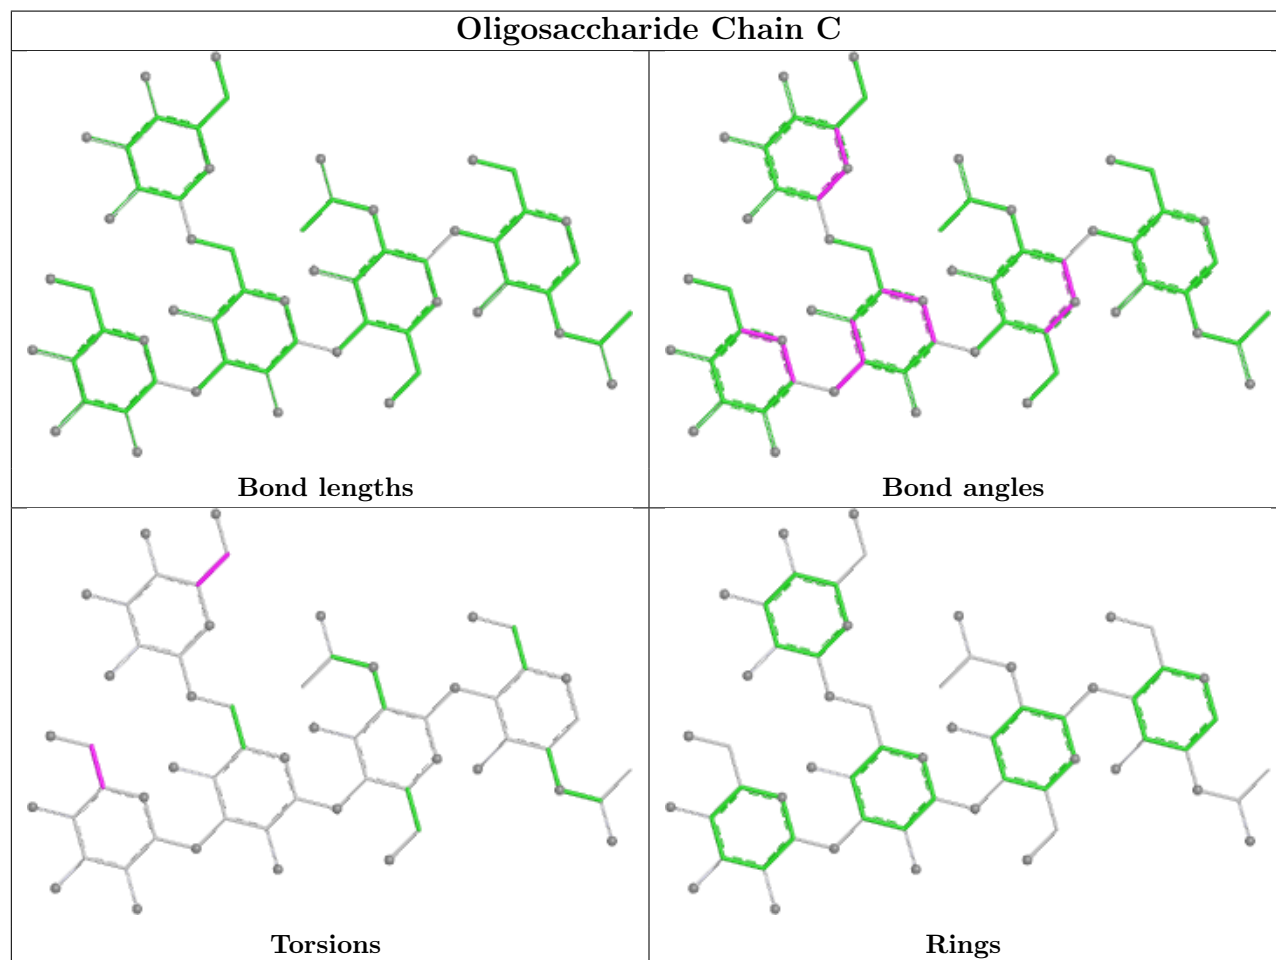 Oligosaccharide Chain C
Bond lengths
Bond angles
Torsions
Rings